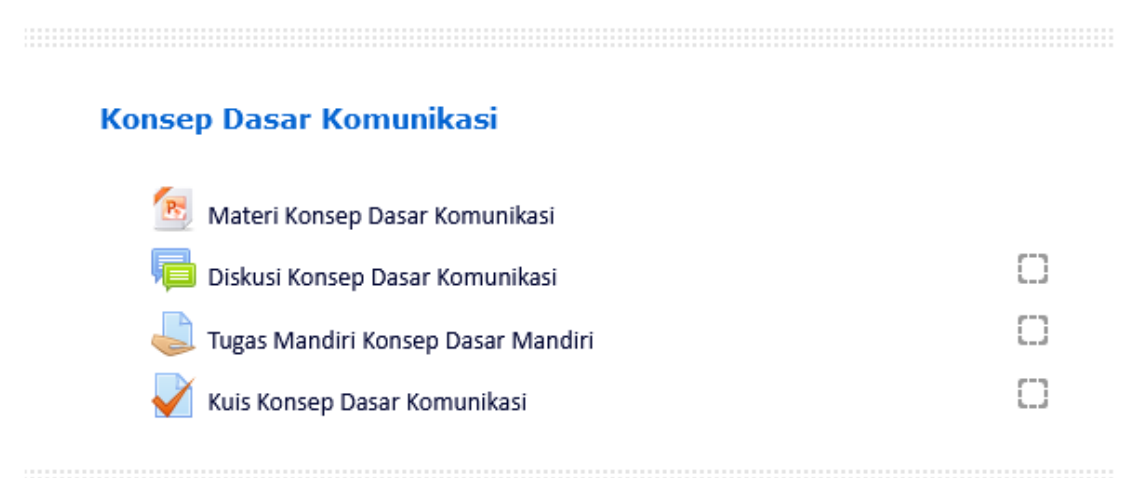 Konsep Dasar Komunikasi
Materi Konsep Dasar Komunikasi
Diskusi Konsep Dasar Komunikasi
Tugas Mandiri Konsep Dasar Mandiri
Kuis Konsep Dasar Komunikasi